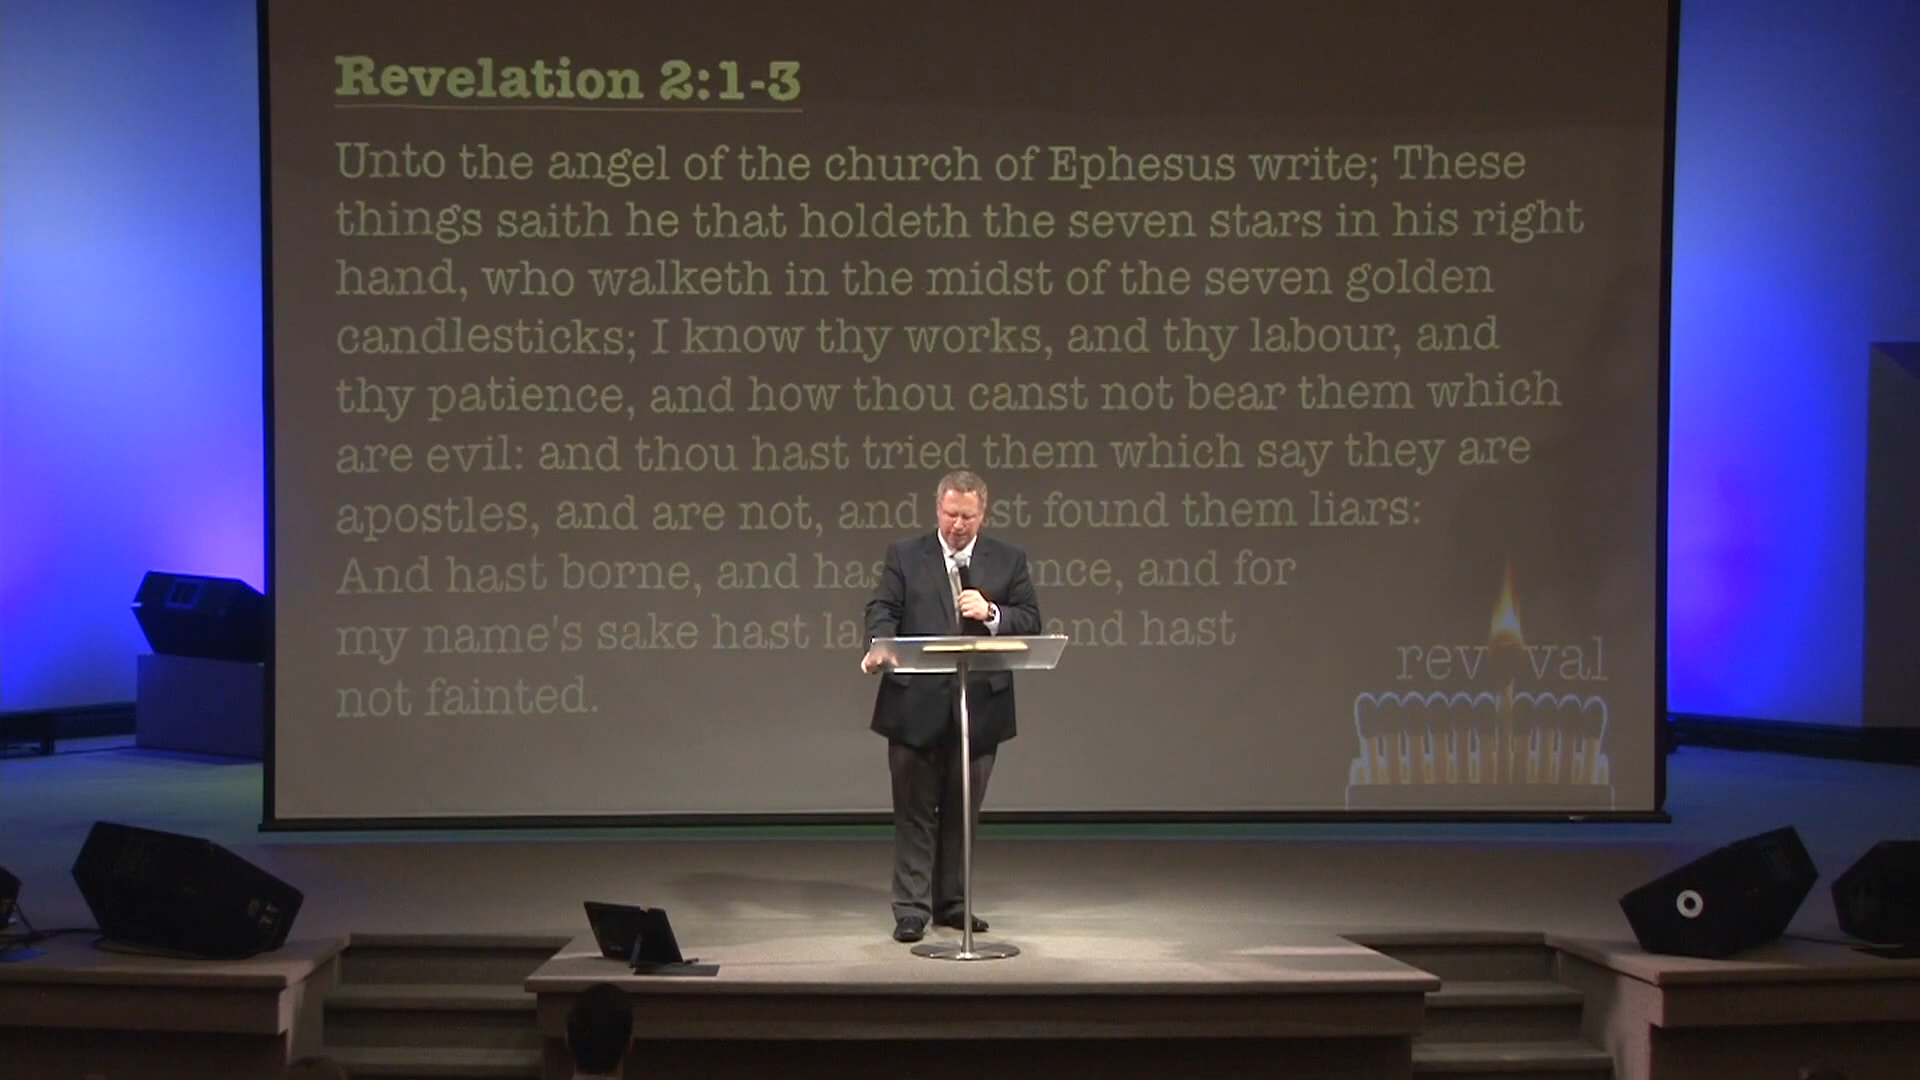 Revelation 2:1-3
Unto the angel of the church of Ephesus write; These
things saith he that holdeth the seven stars in his right
hand, who walketh in the midst of the seven golden
candlesticks; I know thy works, and thy labour, and
thy patience, and how thou canst not bear them which
are evil: and thou hast tried them which say they are
apostles, and are not, and st found them liars:
And hast borne, and has nce, and for
my name's sake hast la and hast
not fainted.
rev val